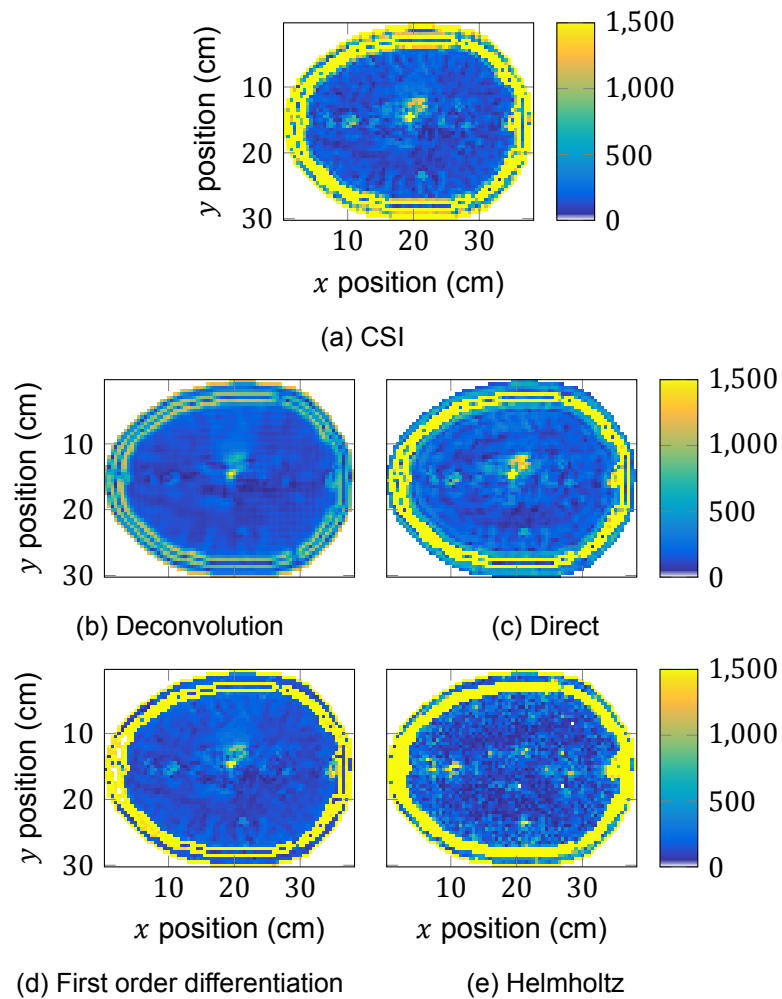 1,500
1,000
500
0
10
20
30
y position (cm)
10 20 30
x position (cm)
(a) CSI
10
20
30
y position (cm)
1,500
1,000
500
0
(b) Deconvolution
(c) Direct
10
20
30
y position (cm)
1,500
1,000
500
0
10 20 30
10 20 30
x position (cm)
x position (cm)
(d) First order differentiation
(e) Helmholtz